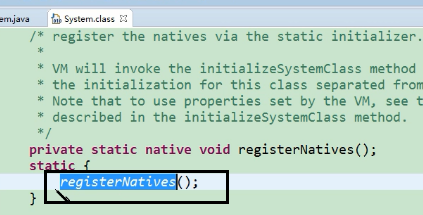 em.java
System.class
/* register the natives via the static initializer.
*
* VM will invoke the initializeSystemClass method
* the initialization for this class separated from
* Note that to use properties set by the VM, see t
* described in the initializeSystemClass method.
*/
private static native void registerNatives();
static {
registerNatives();
}